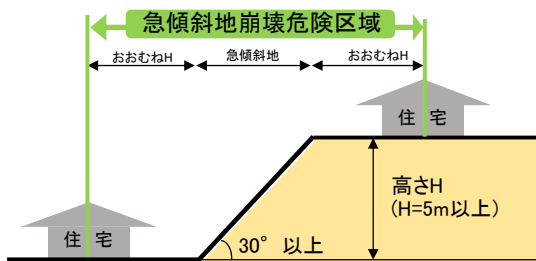 急傾斜地崩壊危険区域
おおむねH
急傾斜地
おおむねH
住 宅
高さH
(H=5m以上)
住 宅
30° 以上